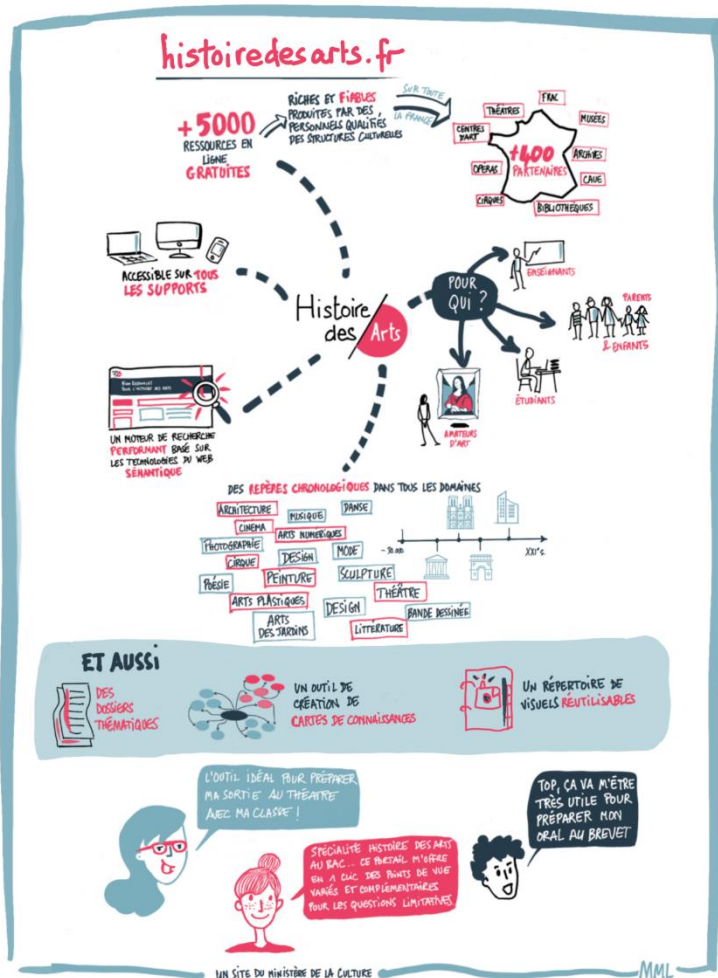 histoiredesarts.fr
+5000
RESSOURCES EN
LIGNE
GRATUITES
RICHES ET FIABLES
PRODUITES PAR DES
PERSONNELS QUALIFIÉS
DES STRUCTURES CULTURELLES
SUR TOUTE
LA FRANCE
FRAC
THÉÂTRES
MUSÉES
CENTRES
D'ART
+400
PARTENAIRES
ARCHIVES
OPÉRAS
CAUE
CIRQUES
BIBLIOTHÈQUES
ACCESSIBLE SUR TOUS
LES SUPPORTS
Histoire
des Arts
POUR
QUI ?
ENSEIGNANTS
PARENTS
& ENFANTS
ÉTUDIANTS
AMATEURS
D'ART
UN MOTEUR DE RECHERCHE
PERFORMANT BASÉ SUR
LES TECHNOLOGIES DU WEB
SÉMANTIQUE
DES REPÈRES CHRONOLOGIQUES DANS TOUS LES DOMAINES
ARCHITECTURE
MUSIQUE
DANSE
CINÉMA
ARTS NUMÉRIQUES
PHOTOGRAPHIE
CIRQUE
DESIGN
MODE
POÉSIE
PEINTURE
SCULPTURE
THÉÂTRE
ARTS PLASTIQUES
DESIGN
BANDE DESSINÉE
ARTS
DES JARDINS
LITTÉRATURE
XXI°s.
ET AUSSI
DES
DOSSIERS
THÉMATIQUES
UN OUTIL DE
CRÉATION DE
CARTES DE CONNAISSANCES
UN RÉPERTOIRE DE
VISUELS RÉUTILISABLES
L'OUTIL IDÉAL POUR PRÉPARER
MA SORTIE AU THÉATRE
AVEC MA CLASSE !
SPÉCIALITÉ HISTOIRE DES ARTS
AU BAC... CE PORTAIL M'OFFRE
EN 1 CLIC DES POINTS DE VUE
VARIÉS ET COMPLÉMENTAIRES
POUR LES QUESTIONS LIMITATIVES
TOP, ÇA VA M'ÊTRE
TRÈS UTILE POUR
PRÉPARER MON
ORAL AU BREVET
UN SITE DU MINISTÈRE DE LA CULTURE
MML